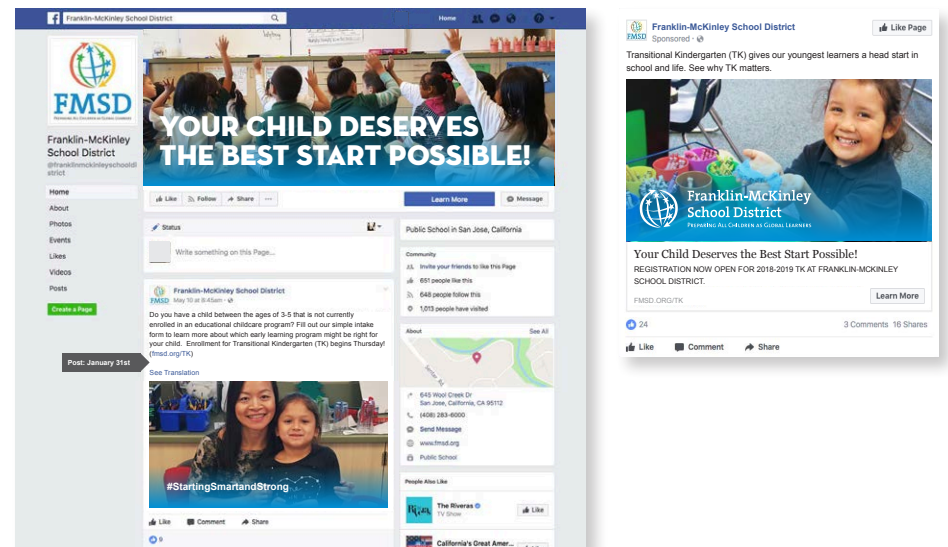 Franklin-McKinley School District
Home
FMSD
PREPARING ALL CHILDREN AS GLOBAL LEARNERS
YOUR CHILD DESERVES
THE BEST START POSSIBLE!
Franklin-McKinley
School District
@franklinmckinleyschooldi
strict
Home
About
Photos
Events
Likes
Videos
Posts
Create a Page
Like
Follow
Share
Learn More
Message
Status
Write something on this Page...
Franklin-McKinley School District
FMSD
May 10 at 9:45am
Do you have a child between the ages of 3-5 that is not currently
enrolled in an educational childcare program? Fill out our simple intake
form to learn more about which early learning program might be right for
your child. Enrollment for Transitional Kindergarten (TK) begins Thursday!
(fmsd.org/TK)
Post: January 31st
See Translation
#StartingSmartandStrong
Like
Comment
Share
9
Public School in San Jose, California
Community
Invite your friends to like this Page
651 people like this
648 people follow this
1,013 people have visited
About
See All
645 Wool Creek Dr
San Jose, California, CA 95112
(408) 283-6000
Send Message
www.fmsd.org
Public School
People Also Like
The Riveras
TV Show
Like
California's Great Amer...
Franklin-McKinley School District
Like Page
FMSD
Sponsored
Transitional Kindergarten (TK) gives our youngest learners a head start in
school and life. See why TK matters.
Franklin-McKinley
School District
PREPARING ALL CHILDREN AS GLOBAL LEARNERS
Your Child Deserves the Best Start Possible!
REGISTRATION NOW OPEN FOR 2018-2019 TK AT FRANKLIN-MCKINLEY
SCHOOL DISTRICT.
FMSD.ORG/TK
Learn More
24
3 Comments 16 Shares
Like
Comment
Share